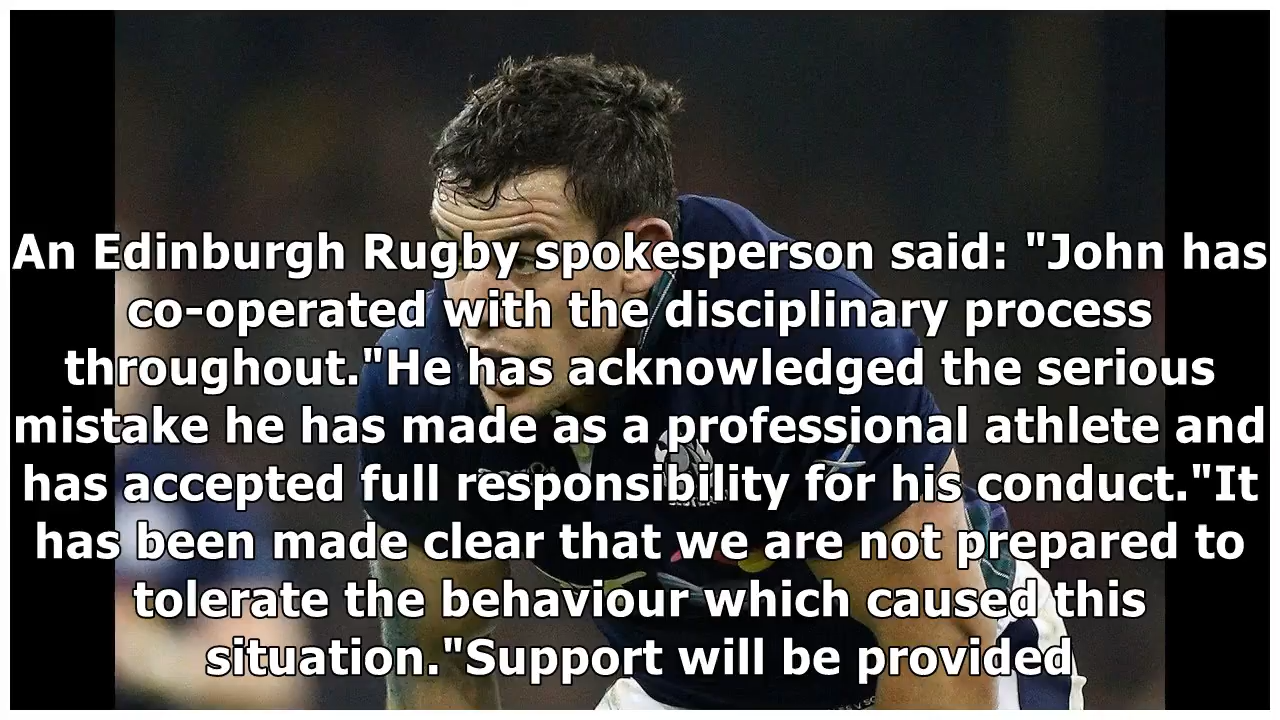 An Edinburgh Rugby spokesperson said: "John has
co-operated with the disciplinary process
throughout."He has acknowledged the serious
mistake he has made as a professional athlete and
has accepted full responsibility for his conduct."It
has been made clear that we are not prepared to
tolerate the behaviour which caused this
situation."Support will be provided